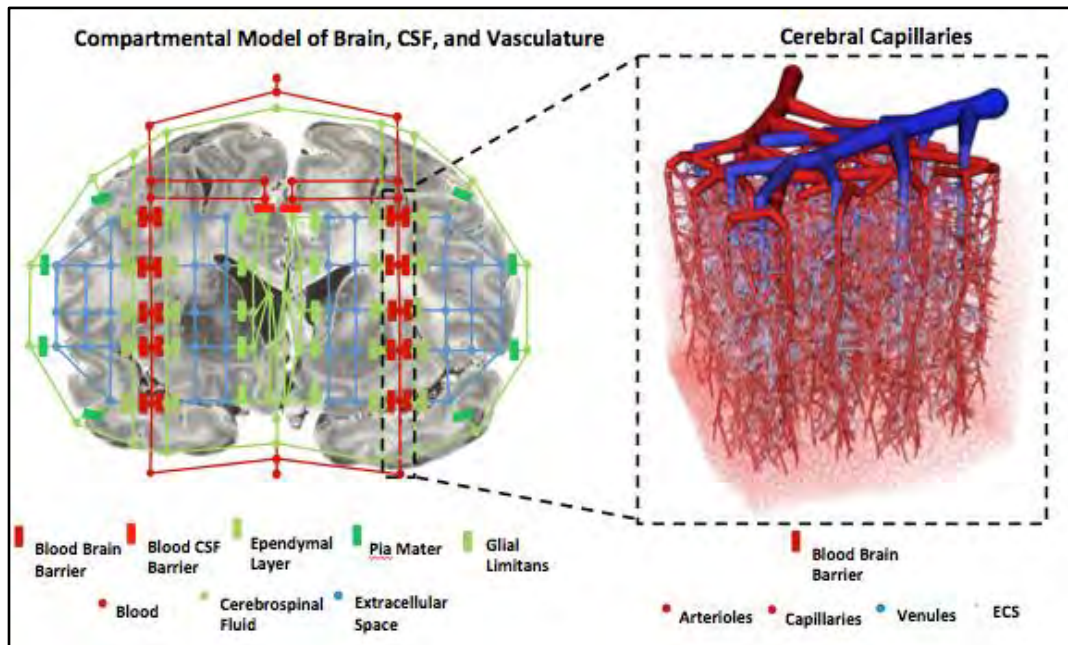 Compartmental Model of Brain, CSF, and Vasculature
Cerebral Capillaries
Blood Brain
Barrier
Blood CSF
Barrier
Ependymal
Layer
Pia Mater
Glial
Limitans
Blood
Cerebrospinal
Fluid
Extracellular
Space
Blood Brain
Barrier
Arterioles
Capillaries
Venules
ECS